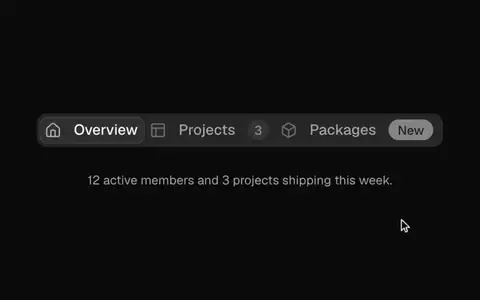 Overview Projects 3 Packages New
12 active members and 3 projects shipping this week.